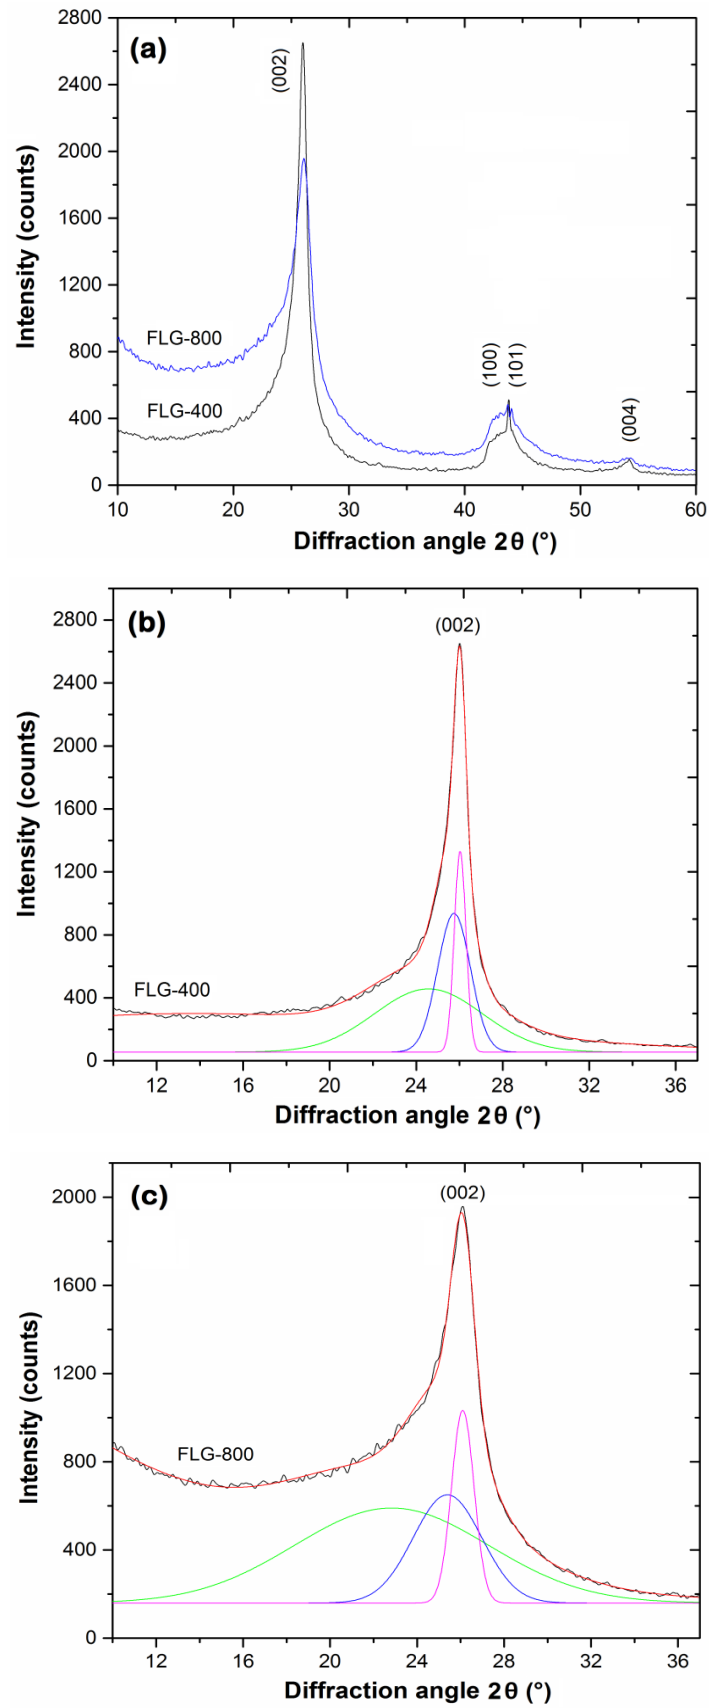 (a)
2800
2400
2000
1600
1200
800
400
0
Intensity (counts)
(002)
FLG-800
FLG-400
(100)
(101)
(004)
10 20 30 40 50 60
Diffraction angle 2θ (°)
(b)
(002)
2800
2400
2000
1600
1200
800
400
0
Intensity (counts)
FLG-400
12 16 20 24 28 32 36
Diffraction angle 2θ (°)
(c)
(002)
2000
1600
1200
800
400
0
Intensity (counts)
FLG-800
12 16 20 24 28 32 36
Diffraction angle 2θ (°)